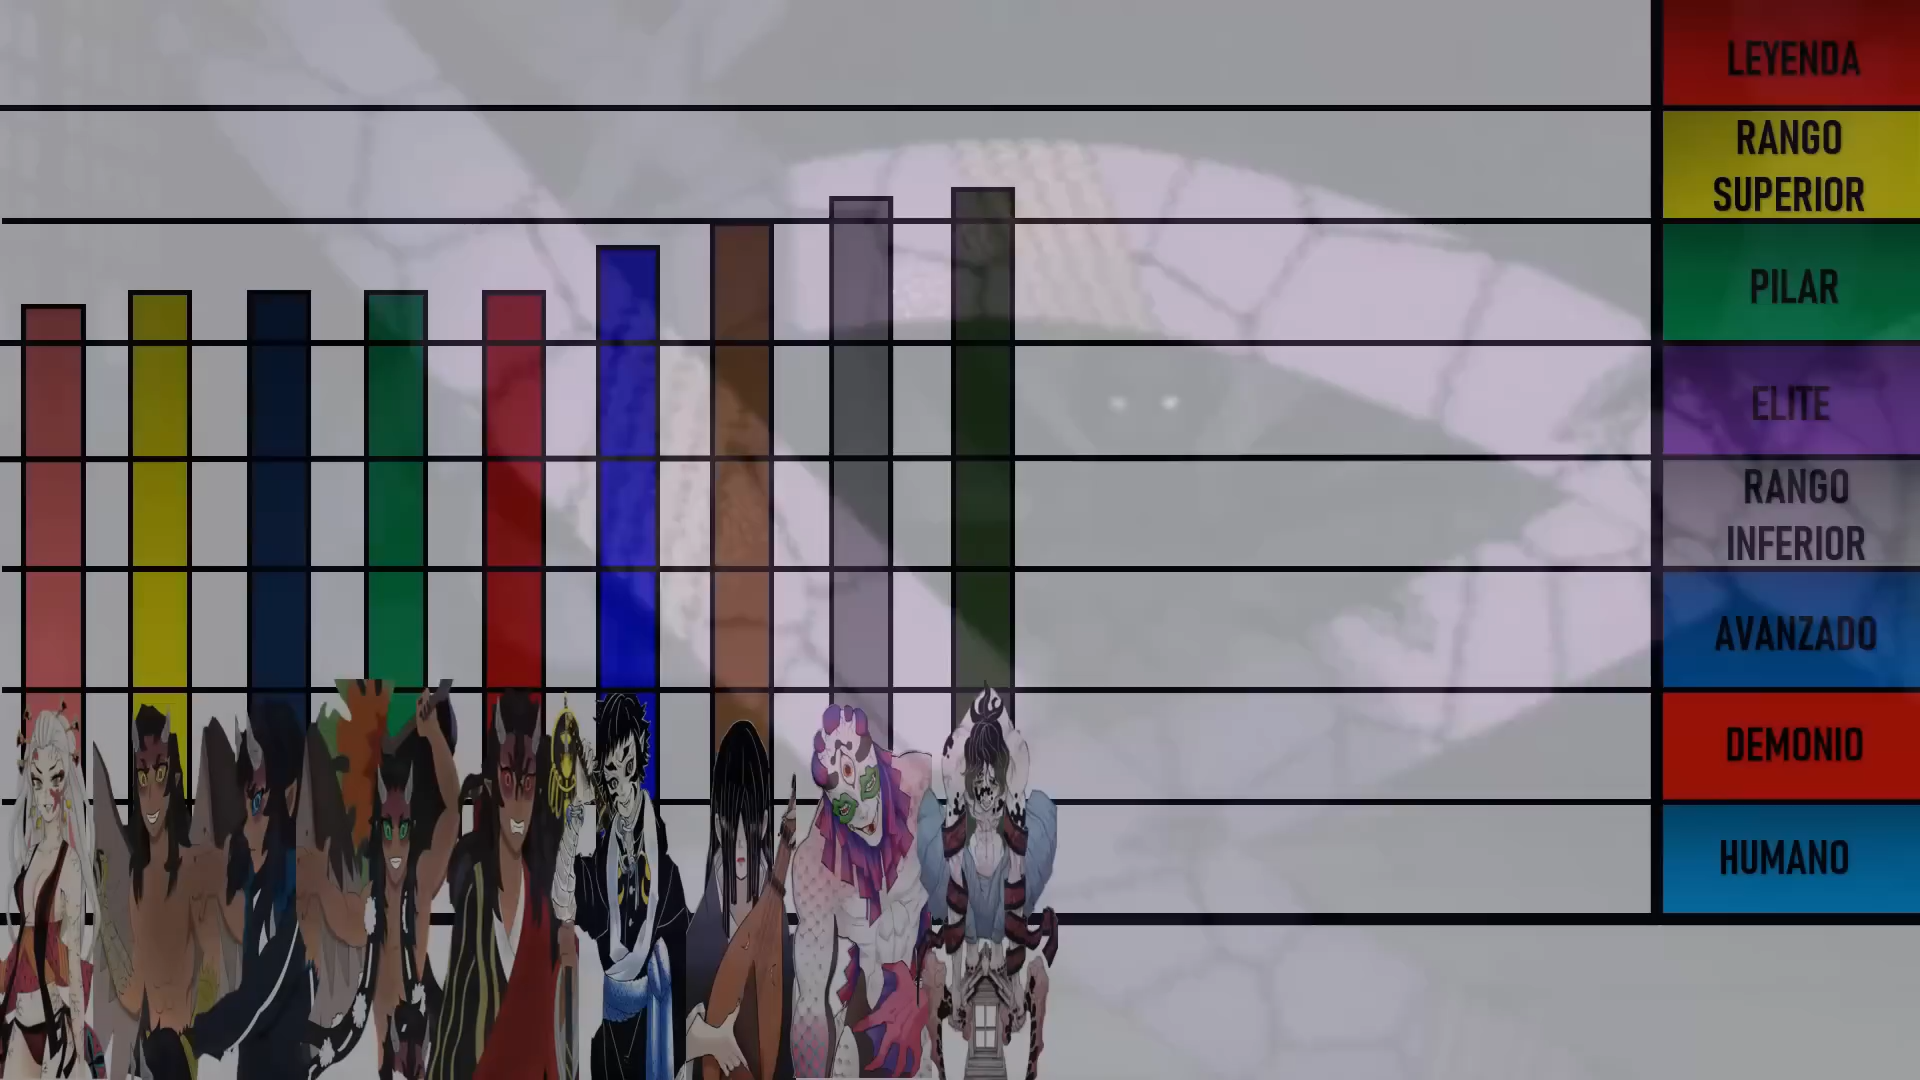 LEYENDA
RANGO
SUPERIOR
PILAR
ELITE
RANGO
INFERIOR
AVANZADO
DEMONIO
HUMANO